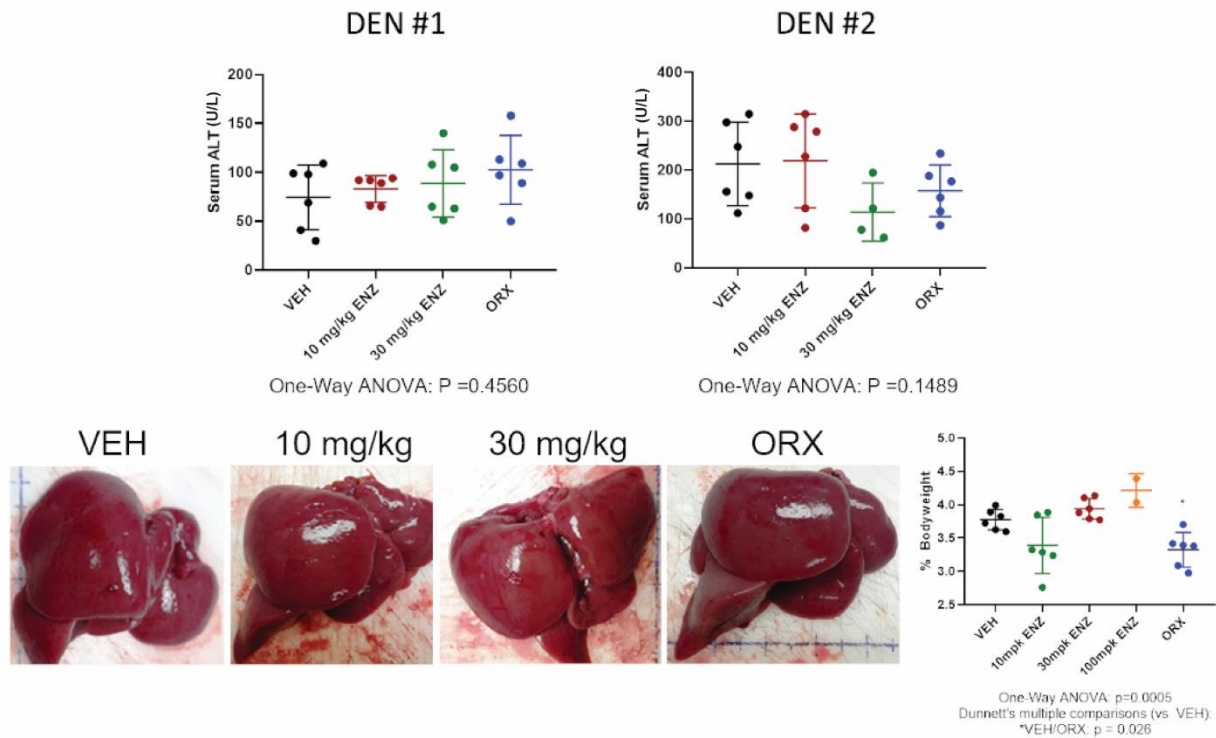 DEN #1
200
150
100
50
0
Serum ALT (U/L)
VEH
10 mg/kg ENZ
30 mg/kg ENZ
ORX
One-Way ANOVA: P =0.4560
DEN #2
400
300
200
100
0
Serum ALT (U/L)
VEH
10 mg/kg ENZ
30 mg/kg ENZ
ORX
One-Way ANOVA: P =0.1489
VEH
10 mg/kg
30 mg/kg
ORX
5.0
4.5
4.0
3.5
3.0
2.5
% Bodyweight
*
VEH
10mpk ENZ
30mpk ENZ
100mpk ENZ
ORX
One-Way ANOVA: p=0.0005
Dunnett's multiple comparisons (vs VEH):
*VEH/ORX: p = 0.026